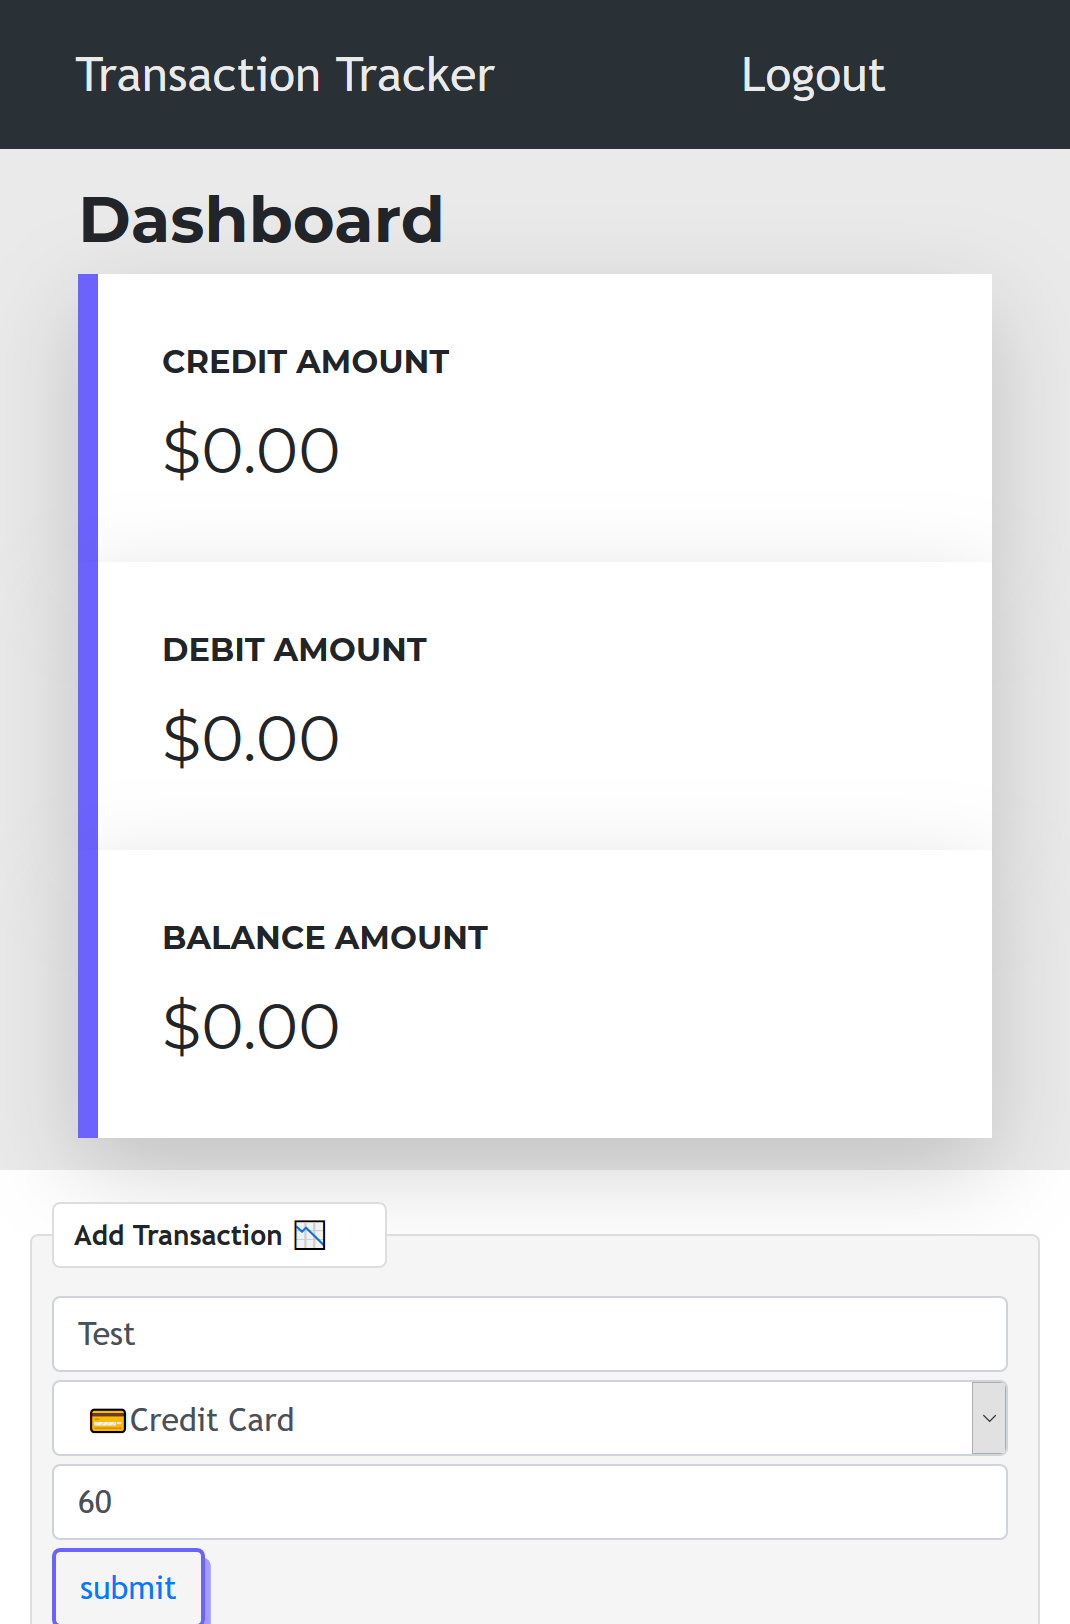 Transaction Tracker Logout
Dashboard
CREDIT AMOUNT
$0.00
DEBIT AMOUNT
$0.00
BALANCE AMOUNT
$0.00
Add Transaction 📉
Test
💳Credit Card
60
submit